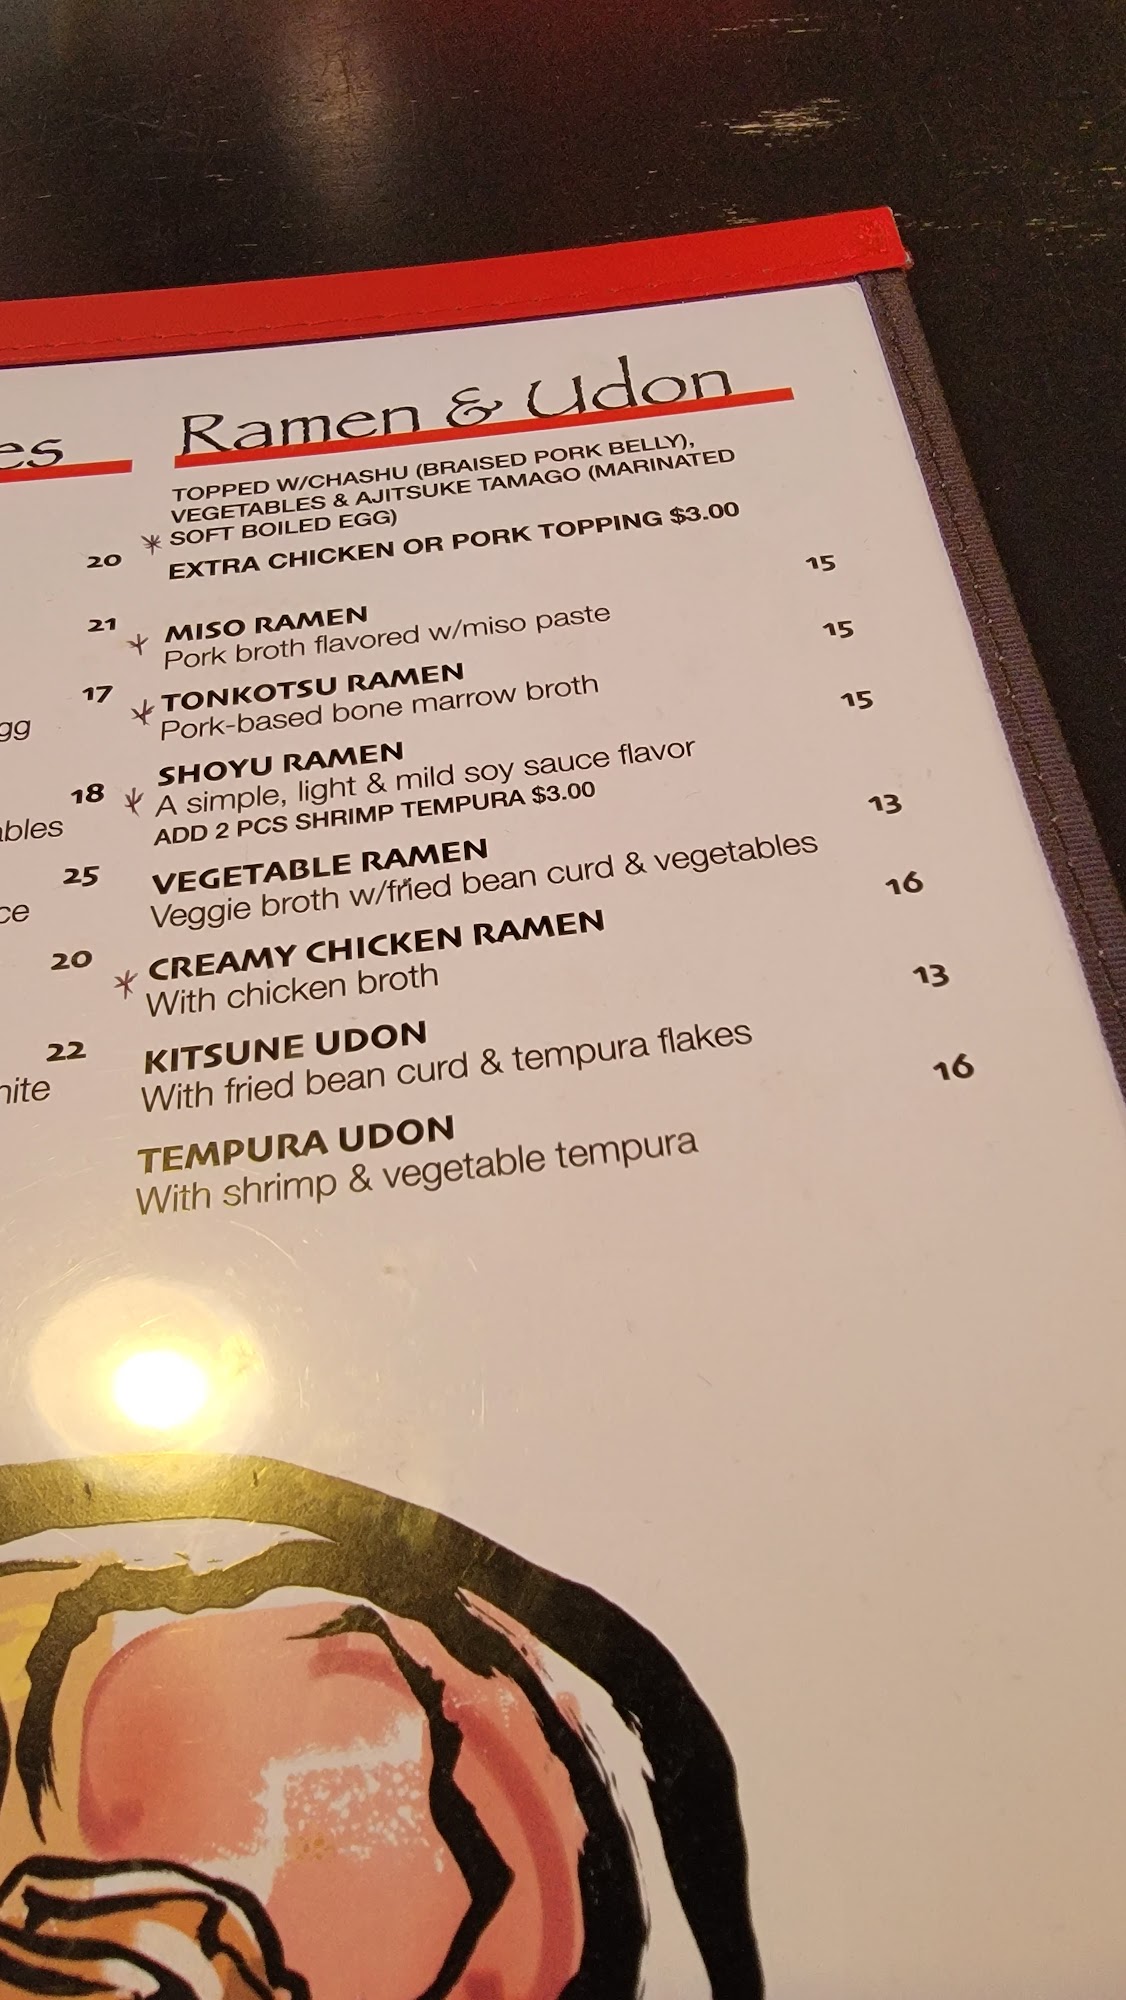 es
20
21
17
gg
18
ables
25
ce
20
22
hite
Ramen & Udon
TOPPED W/CHASHU (BRAISED PORK BELLY),
VEGETABLES & AJITSUKE TAMAGO (MARINATED
* SOFT BOILED EGG)
EXTRA CHICKEN OR PORK TOPPING $3.00
* MISO RAMEN 15
Pork broth flavored w/miso paste
* TONKOTSU RAMEN 15
Pork-based bone marrow broth
SHOYU RAMEN 15
* A simple, light & mild soy sauce flavor
ADD 2 PCS SHRIMP TEMPURA $3.00
VEGETABLE RAMEN 13
Veggie broth w/fried bean curd & vegetables
* CREAMY CHICKEN RAMEN 16
With chicken broth
KITSUNE UDON 13
With fried bean curd & tempura flakes
TEMPURA UDON 16
With shrimp & vegetable tempura